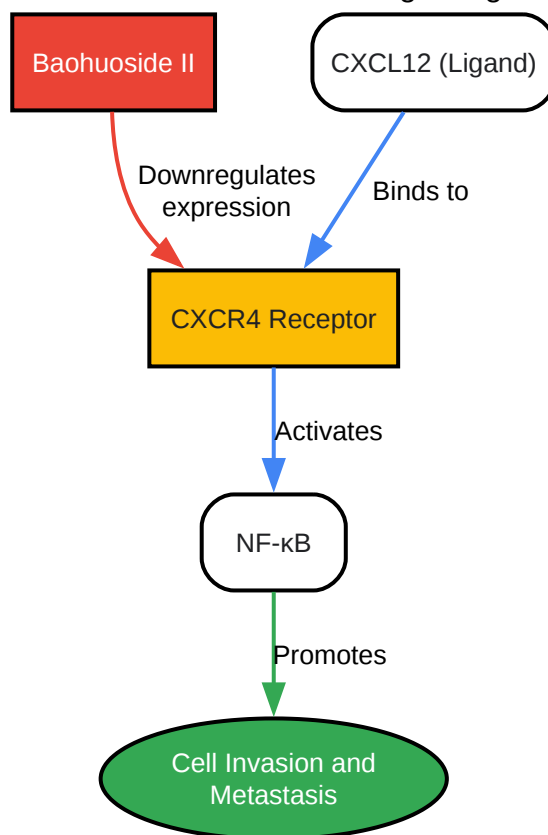 Baohuoside II
CXCL12 (Ligand)
Downregulates
expression
Binds to
CXCR4 Receptor
Activates
NF-κB
Promotes
Cell Invasion and
Metastasis